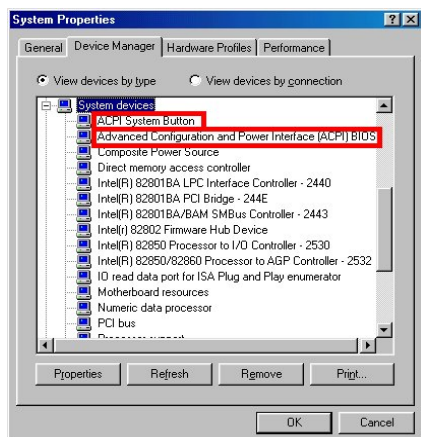 System Properties
General Device Manager Hardware Profiles Performance
View devices by type View devices by connection
System devices
ACPI System Button
Advanced Configuration and Power Interface (ACPI) BIOS
Composite Power Source
Direct memory access controller
Intel(R) 82801BA LPC Interface Controller - 2440
Intel(R) 82801BA PCI Bridge - 244E
Intel(R) 82801BA/BAM SMBus Controller - 2443
Intel(r) 82802 Firmware Hub Device
Intel(R) 82850 Processor to I/O Controller - 2530
Intel(R) 82850/82860 Processor to AGP Controller - 2532
IO read data port for ISA Plug and Play enumerator
Motherboard resources
Numeric data processor
PCI bus
Properties Refresh Remove Print...
OK Cancel